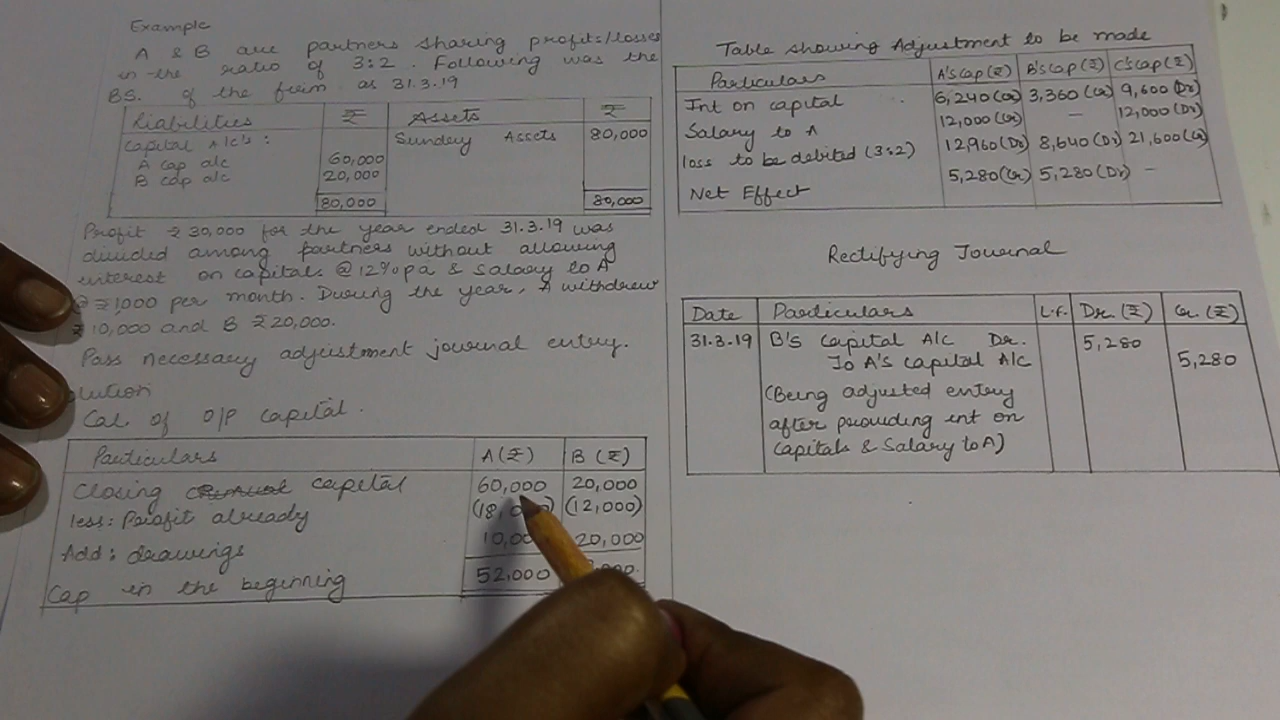 Example
A & B are partners sharing profits/losses
in the ratio of 3:2. Following was the
BS. of the firm as 31.3.19
Liabilities ₹ Assets ₹
Capital A/c's: Sundry Assets 80,000
A cap a/c 60,000
B cap a/c 20,000
80,000 80,000
Profit ₹30,000 for the year ended 31.3.19 was
divided among partners without allowing
interest on capitals @ 12% pa & salary to A
@ ₹1,000 per month. During the year, A withdrew
₹10,000 and B ₹20,000.
Pass necessary adjustment journal entry.
lution
Cal of O/P capital.
Particulars A(₹) B (₹)
Closing capital 60,000 20,000
less: Profit already (12,000)
Add: drawings 20,000
Cap in the beginning 52,000
Table showing Adjustment to be made
Particulars A's Cap (₹) B's Cap (₹) C's Cap (₹)
Int on capital 6,240 (Cr) 3,360 (Cr) 9,600 (Dr)
Salary to A 12,000 (Cr) – 12,000 (Dr)
loss to be debited (3:2) 12,960 (Dr) 8,640 (Dr) 21,600 (Cr)
Net Effect 5,280 (Cr) 5,280 (Dr) –
Rectifying Journal
Date Particulars L.f. Dr. (₹) Cr. (₹)
31.3.19 B's capital A/c Dr. 5,280
To A's capital A/c 5,280
(Being adjusted entry
after providing int on
capitals & Salary to A)